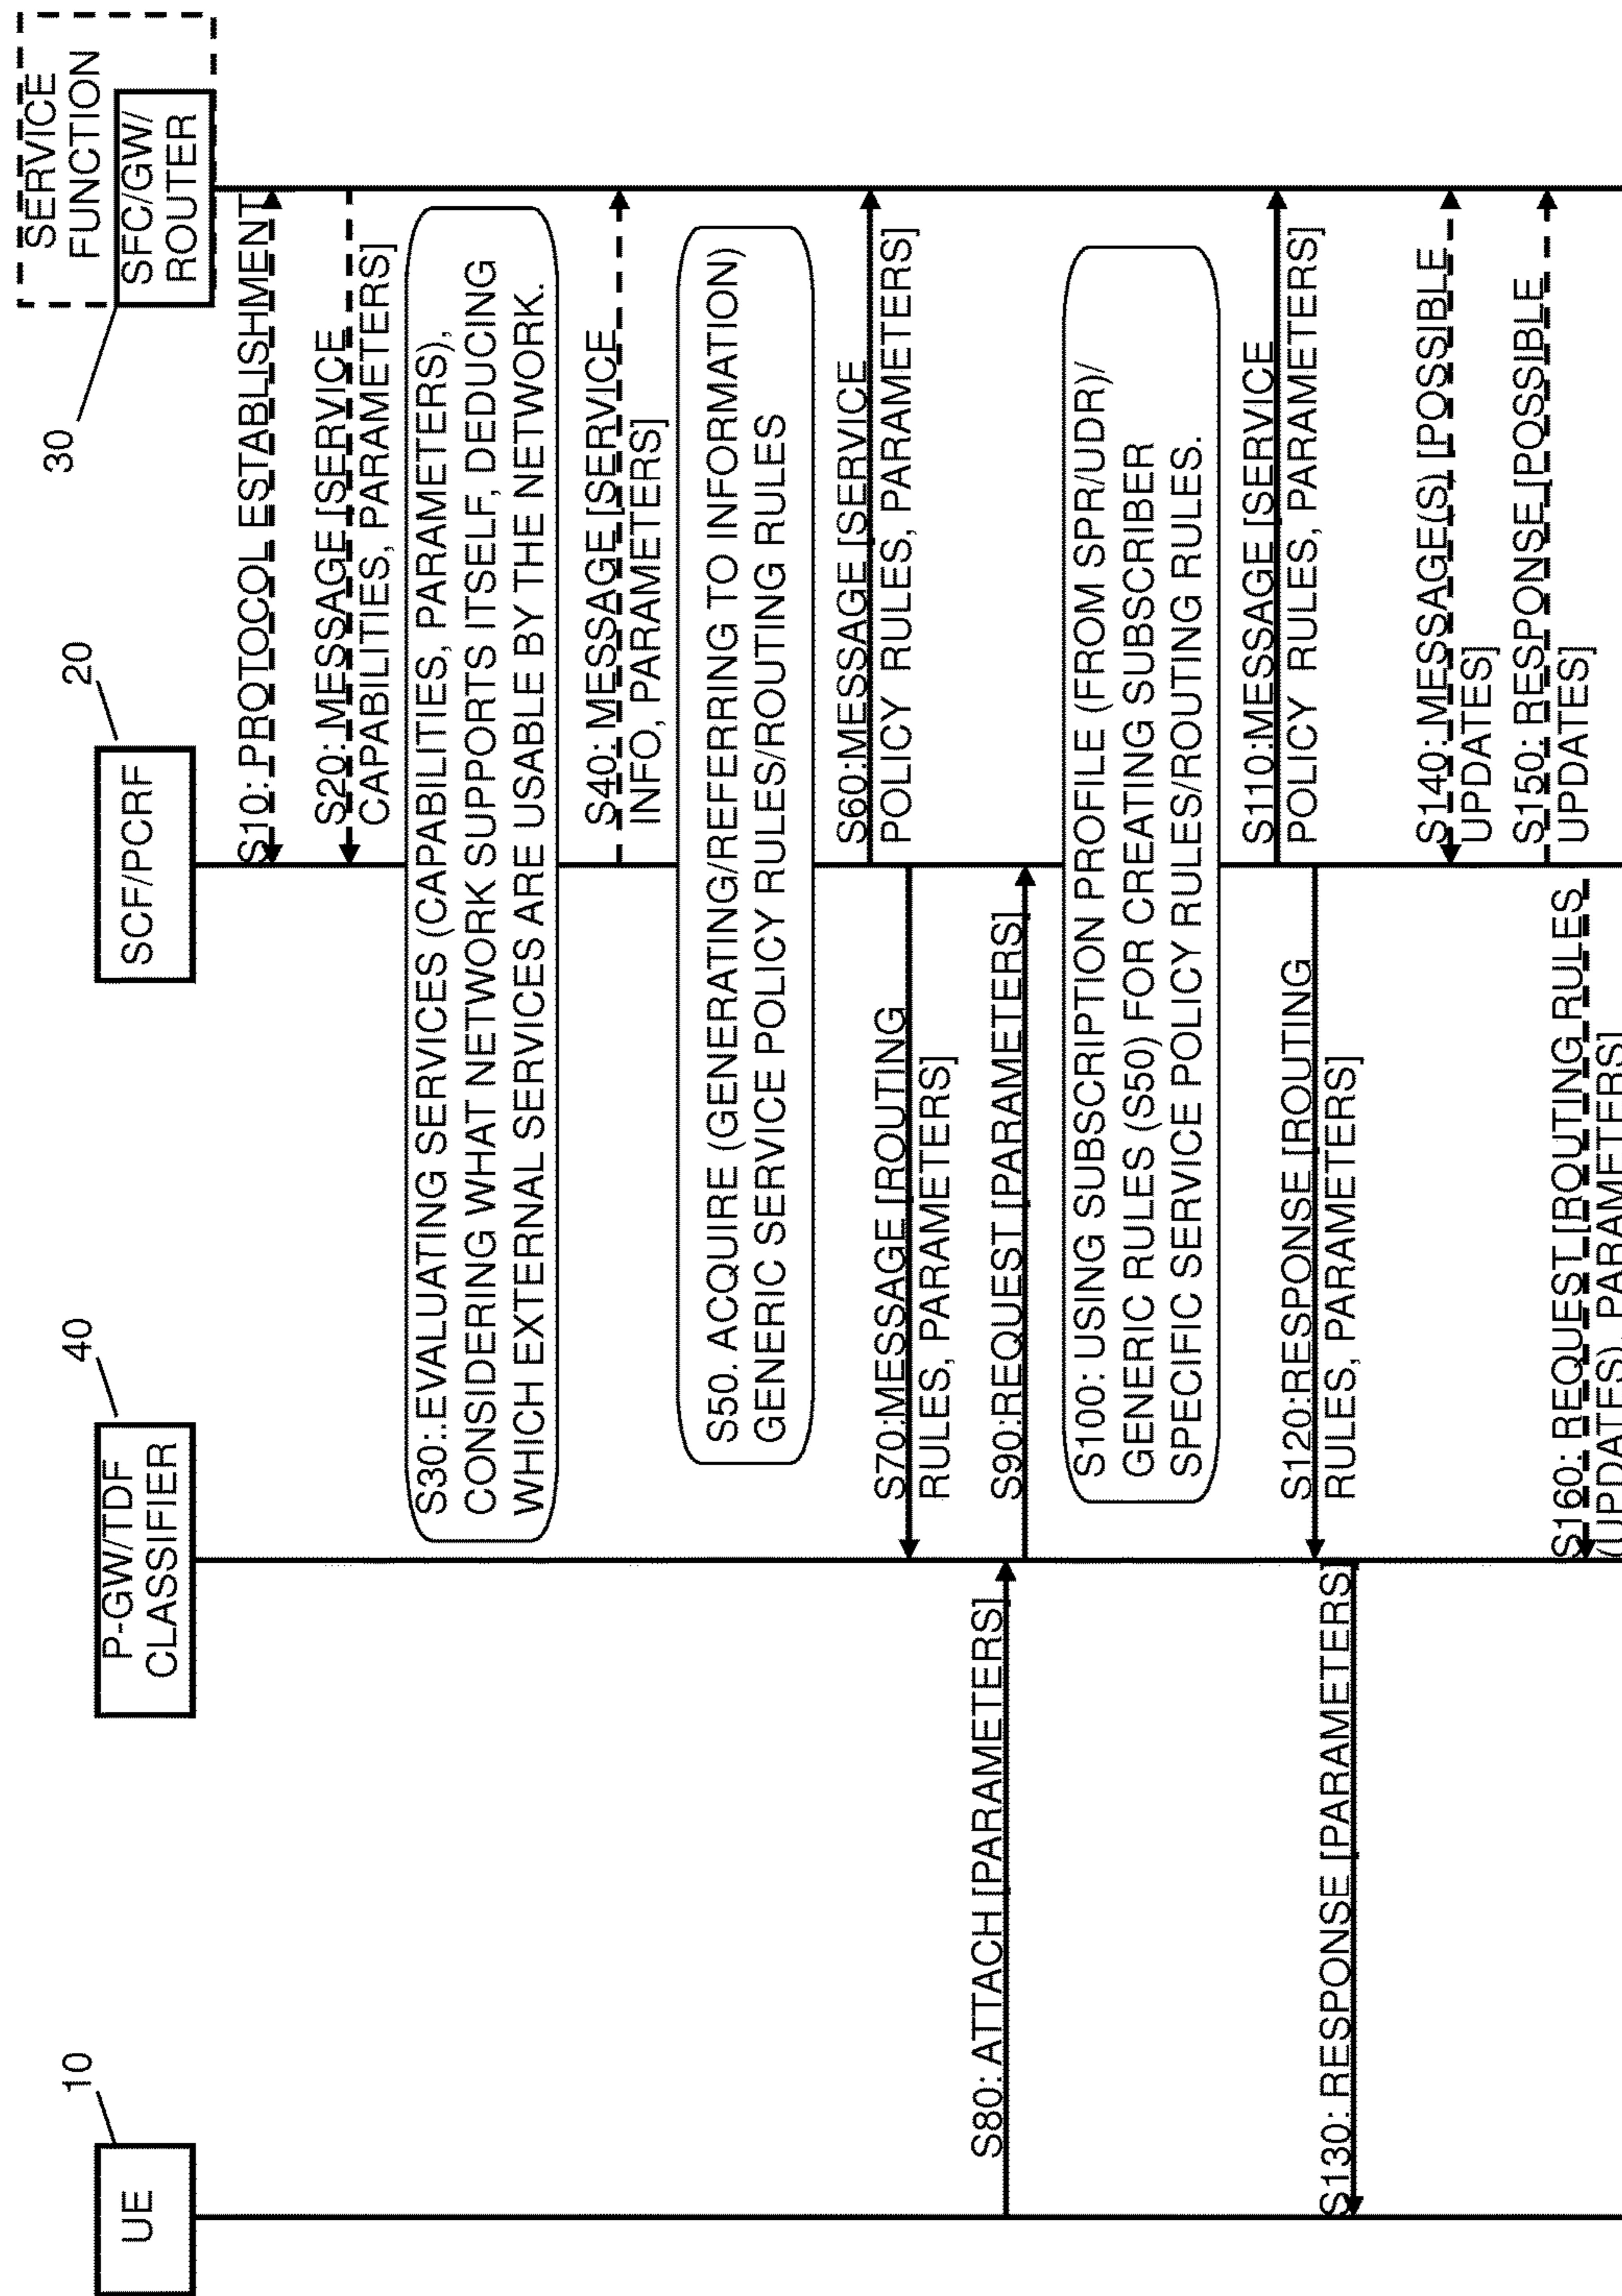 UE
10
P-GW/TDF
CLASSIFIER
40
SCF/PCRF
20
SERVICE
FUNCTION
SFC/GW/
ROUTER
30
S10: PROTOCOL ESTABLISHMENT
S20: MESSAGE [SERVICE
CAPABILITIES, PARAMETERS]
S30:.EVALUATING SERVICES (CAPABILITIES, PARAMETERS),
CONSIDERING WHAT NETWORK SUPPORTS ITSELF, DEDUCING
WHICH EXTERNAL SERVICES ARE USABLE BY THE NETWORK.
S40: MESSAGE [SERVICE
INFO, PARAMETERS]
S50. ACQUIRE (GENERATING/REFERRING TO INFORMATION)
GENERIC SERVICE POLICY RULES/ROUTING RULES
S60:MESSAGE [SERVICE
POLICY RULES, PARAMETERS]
S70:MESSAGE [ROUTING
RULES, PARAMETERS]
S80: ATTACH [PARAMETERS]
S90:REQUEST [PARAMETERS]
S100: USING SUBSCRIPTION PROFILE (FROM SPR/UDR)/
GENERIC RULES (S50) FOR CREATING SUBSCRIBER
SPECIFIC SERVICE POLICY RULES/ROUTING RULES.
S110:MESSAGE [SERVICE
POLICY RULES, PARAMETERS]
S120:RESPONSE [ROUTING
RULES, PARAMETERS]
S130: RESPONSE [PARAMETERS]
S140: MESSAGE(S) [POSSIBLE
UPDATES]
S150: RESPONSE [POSSIBLE
UPDATES]
S160: REQUEST [ROUTING RULES
(UPDATES), PARAMETERS]